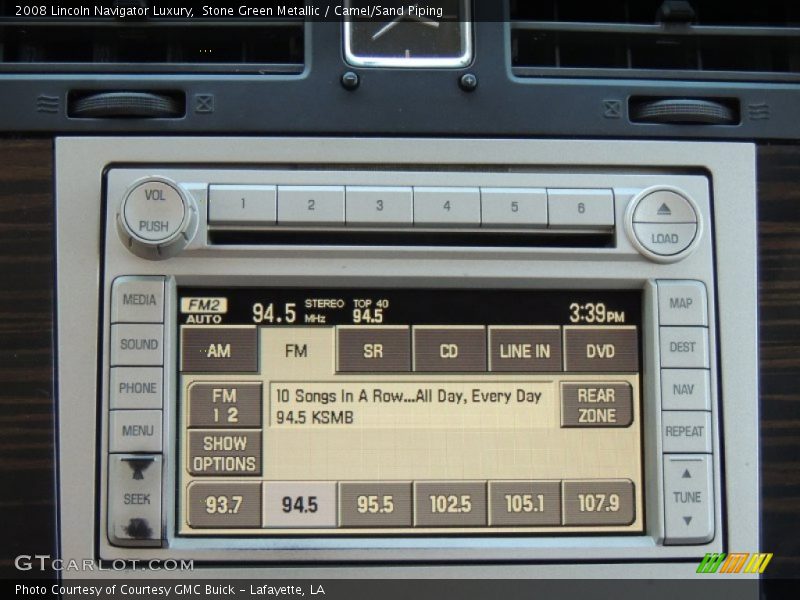 2008 Lincoln Navigator Luxury, Stone Green Metallic / Camel/Sand Piping
VOL
PUSH
1 2 3 4 5 6
LOAD
MEDIA
SOUND
PHONE
MENU
SEEK
FM2
AUTO
94.5 MHz
STEREO
TOP 40
94.5
3:39PM
AM FM SR CD LINE IN DVD
FM
1 2
10 Songs In A Row...All Day, Every Day
94.5 KSMB
REAR
ZONE
SHOW
OPTIONS
93.7 94.5 95.5 102.5 105.1 107.9
MAP
DEST
NAV
REPEAT
TUNE
GTCARLOT.COM
Photo Courtesy of Courtesy GMC Buick - Lafayette, LA